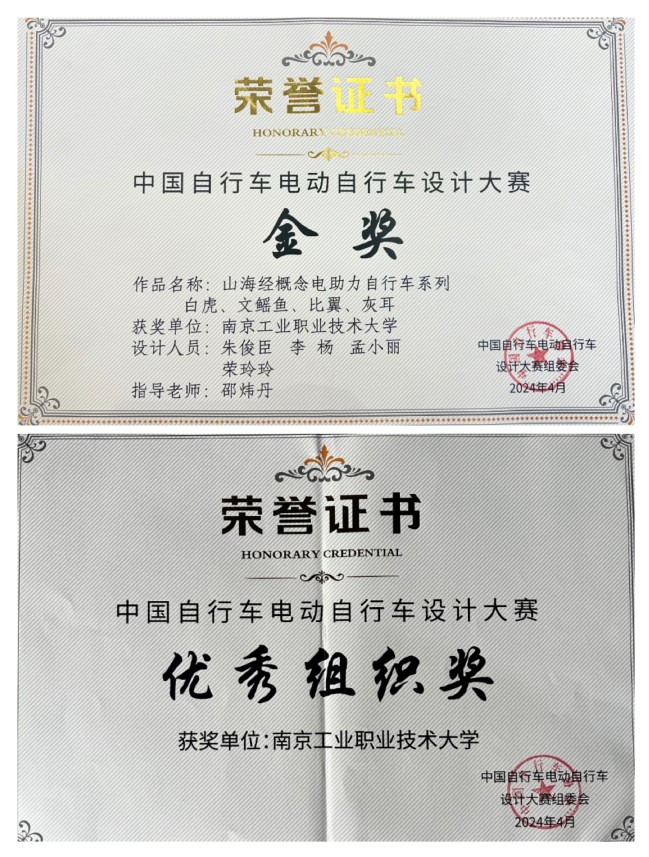 荣誉证书
HONORARY CREDENTIAL
中国自行车电动自行车设计大赛
金奖
作品名称：山海经概念电助力自行车系列
白虎、文鳐鱼、比翼、灰耳
获奖单位：南京工业职业技术大学
设计人员：朱俊臣 李杨 孟小丽
荣玲玲
指导老师：邵炜丹
中国自行车电动自行车
设计大赛组委会
2024年4月
荣誉证书
HONORARY CREDENTIAL
中国自行车电动自行车设计大赛
优秀组织奖
获奖单位：南京工业职业技术大学
中国自行车电动自行车
设计大赛组委会
2024年4月